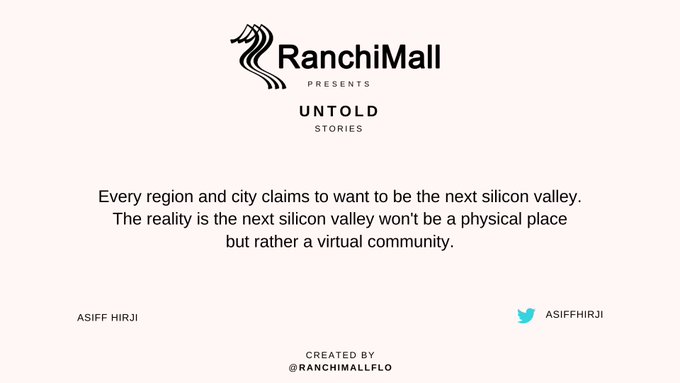 RanchiMall
PRESENTS
UNTOLD
STORIES
Every region and city claims to want to be the next silicon valley.
The reality is the next silicon valley won't be a physical place
but rather a virtual community.
ASIFF HIRJI
ASIFFHIRJI
CREATED BY
@RANCHIMALLFLO